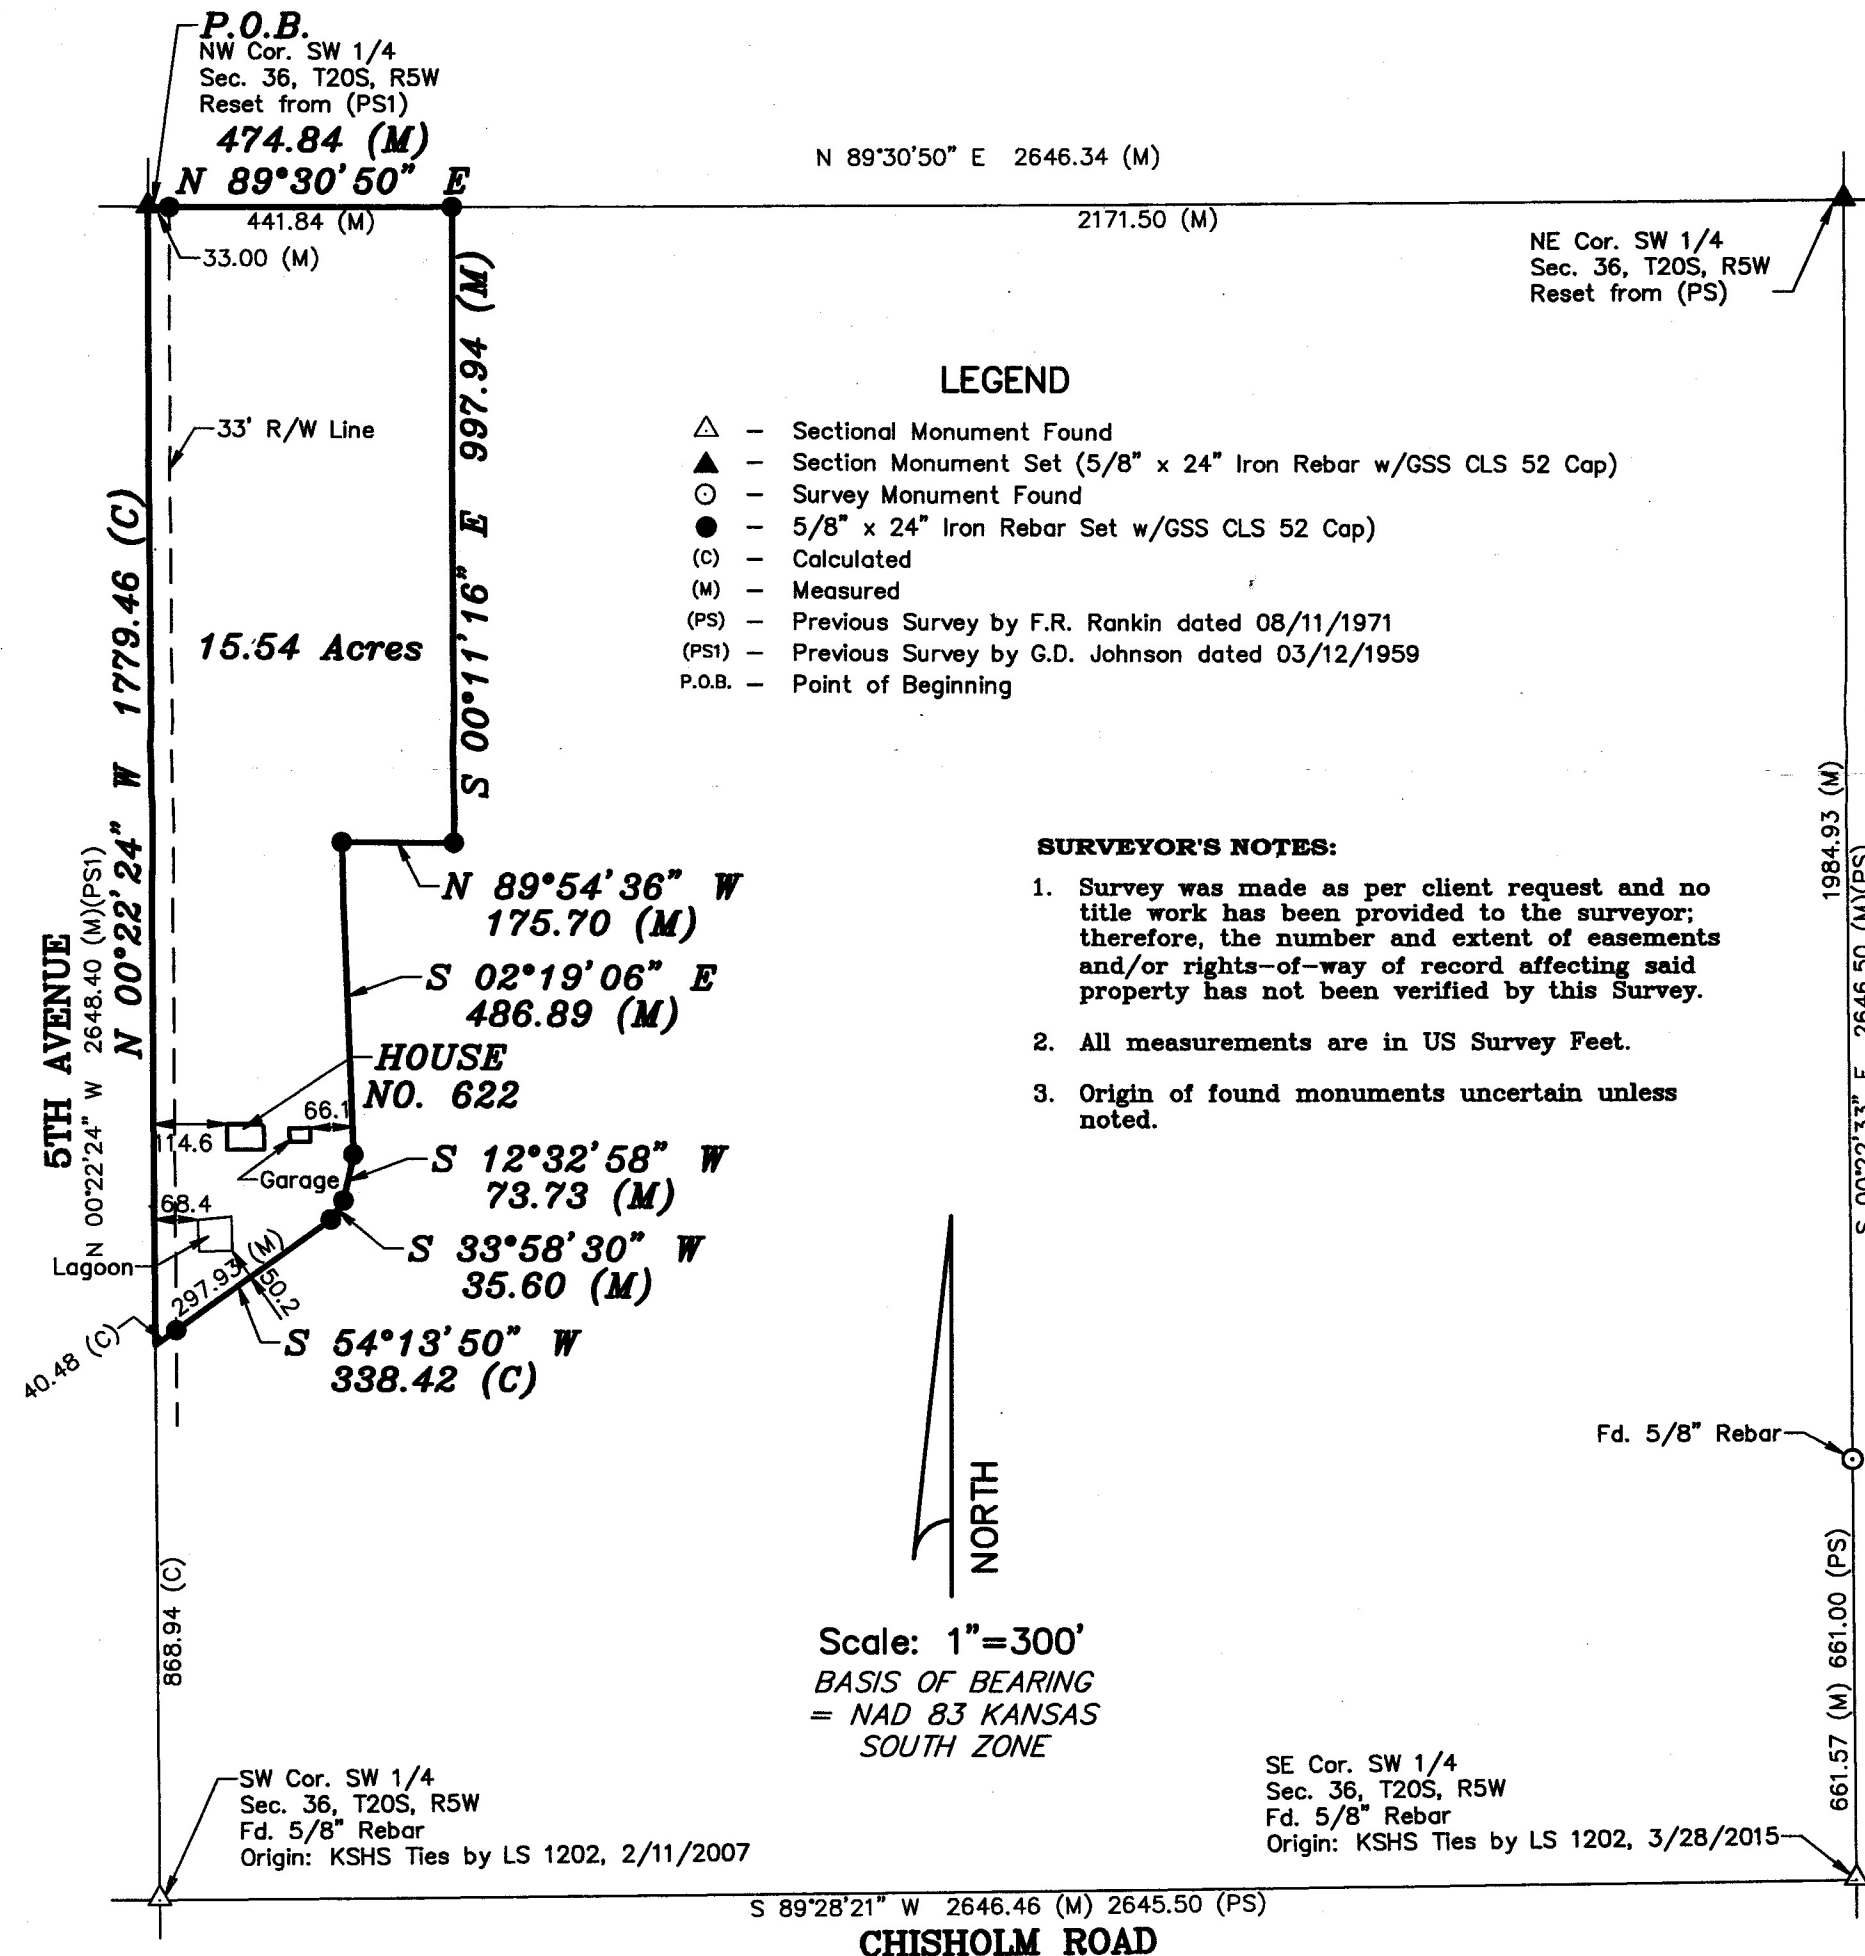 P.O.B.
NW Cor. SW 1/4
Sec. 36, T20S, R5W
Reset from (PS1)
474.84 (M)
N 89°30'50" E
441.84 (M)
33.00 (M)
N 89°30'50" E 2646.34 (M)
2171.50 (M)
NE Cor. SW 1/4
Sec. 36, T20S, R5W
Reset from (PS)
S 00°11'16" E 997.94 (M)
33' R/W Line
N 00°22'24" W 1779.46 (C)
15.54 Acres
LEGEND
△ – Sectional Monument Found
▲ – Section Monument Set (5/8" x 24" Iron Rebar w/GSS CLS 52 Cap)
⊙ – Survey Monument Found
● – 5/8" x 24" Iron Rebar Set w/GSS CLS 52 Cap)
(C) – Calculated
(M) – Measured
(PS) – Previous Survey by F.R. Rankin dated 08/11/1971
(PS1) – Previous Survey by G.D. Johnson dated 03/12/1959
P.O.B. – Point of Beginning
5TH AVENUE
N 00°22'24" W 2648.40 (M)(PS1)
N 89°54'36" W
175.70 (M)
S 02°19'06" E
486.89 (M)
HOUSE
NO. 622
66.1
114.6
Garage
S 12°32'58" W
73.73 (M)
68.4
Lagoon
S 33°58'30" W
35.60 (M)
297.93 (M)
50.2
S 54°13'50" W
338.42 (C)
40.48 (C)
868.94 (C)
SURVEYOR'S NOTES:
1. Survey was made as per client request and no
title work has been provided to the surveyor;
therefore, the number and extent of easements
and/or rights-of-way of record affecting said
property has not been verified by this Survey.
2. All measurements are in US Survey Feet.
3. Origin of found monuments uncertain unless
noted.
1984.93 (M)
S 00°22'33" E 2646.50 (M)(PS)
Fd. 5/8" Rebar
661.57 (M) 661.00 (PS)
NORTH
Scale: 1"=300'
BASIS OF BEARING
= NAD 83 KANSAS
SOUTH ZONE
SW Cor. SW 1/4
Sec. 36, T20S, R5W
Fd. 5/8" Rebar
Origin: KSHS Ties by LS 1202, 2/11/2007
SE Cor. SW 1/4
Sec. 36, T20S, R5W
Fd. 5/8" Rebar
Origin: KSHS Ties by LS 1202, 3/28/2015
S 89°28'21" W 2646.46 (M) 2645.50 (PS)
CHISHOLM ROAD